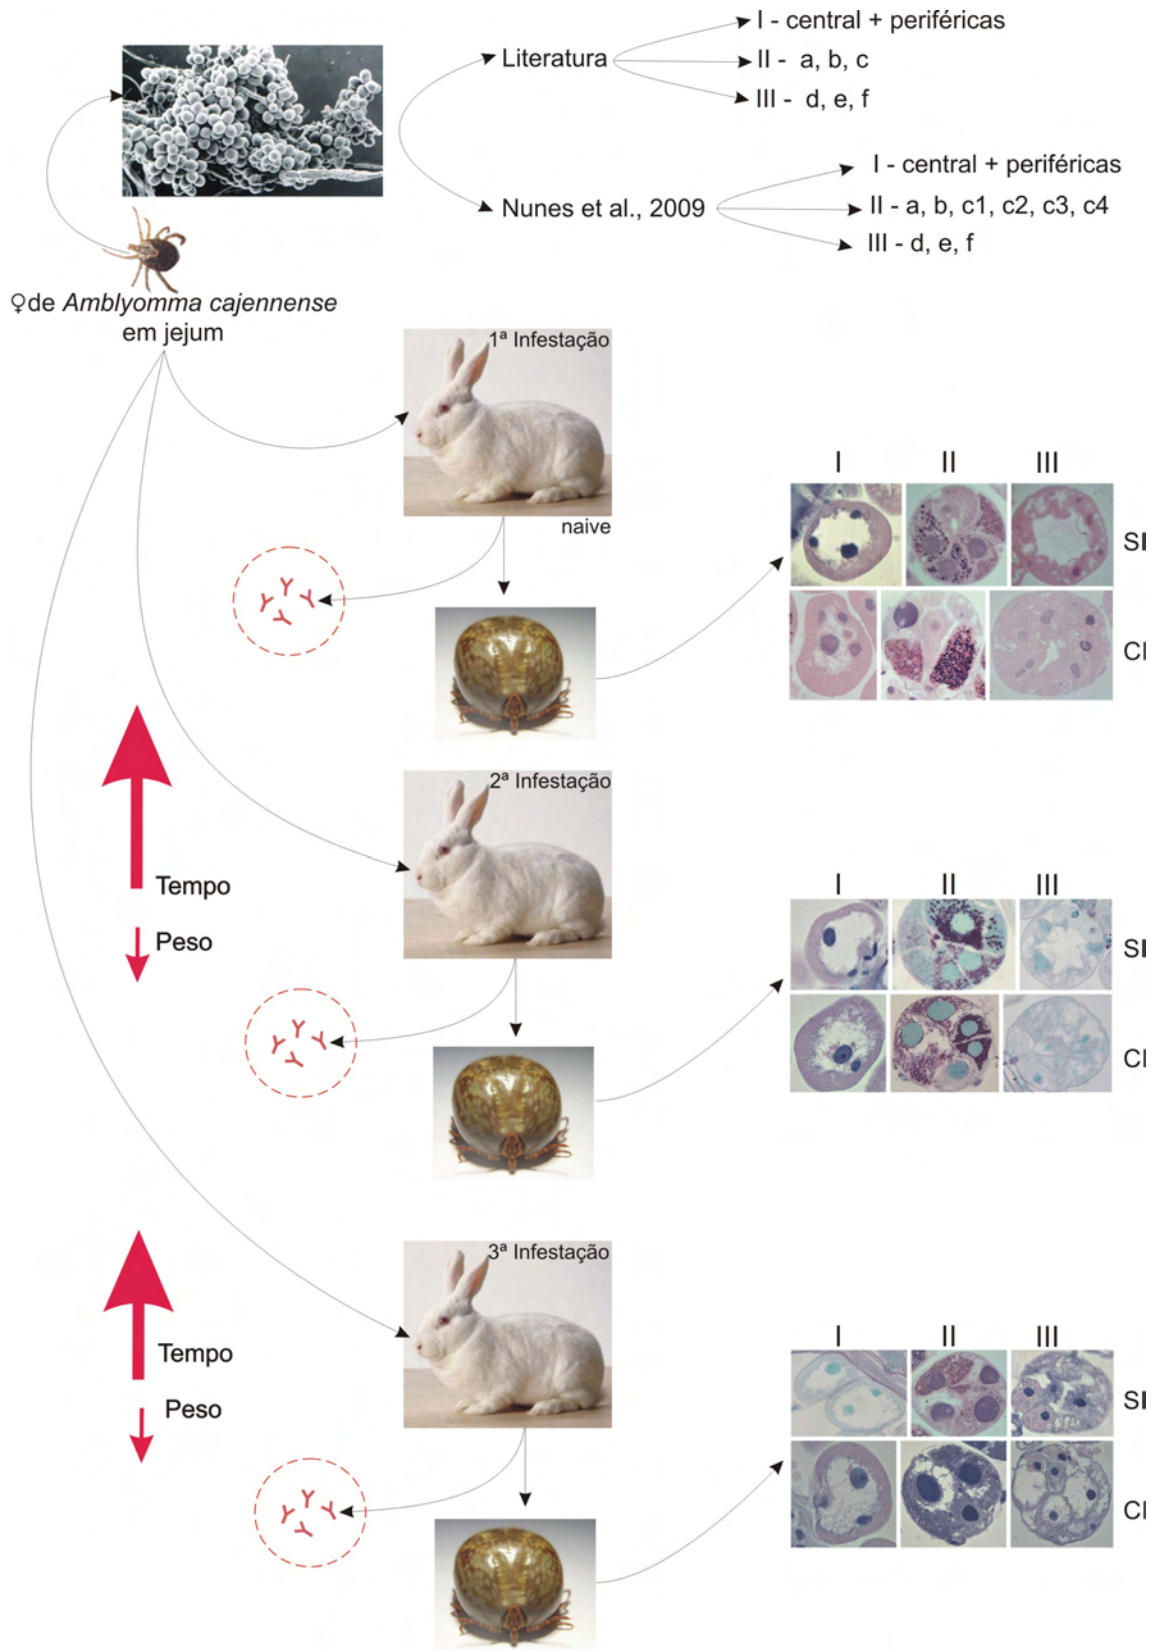 I - central + periféricas
Literatura
II - a, b, c
III - d, e, f
I - central + periféricas
Nunes et al., 2009
II - a, b, c1, c2, c3, c4
III - d, e, f
♀de Amblyomma cajennense
em jejum
1ª Infestação
naive
I II III
SI
CI
Tempo
Peso
2ª Infestação
I II III
SI
CI
Tempo
Peso
3ª Infestação
I II III
SI
CI